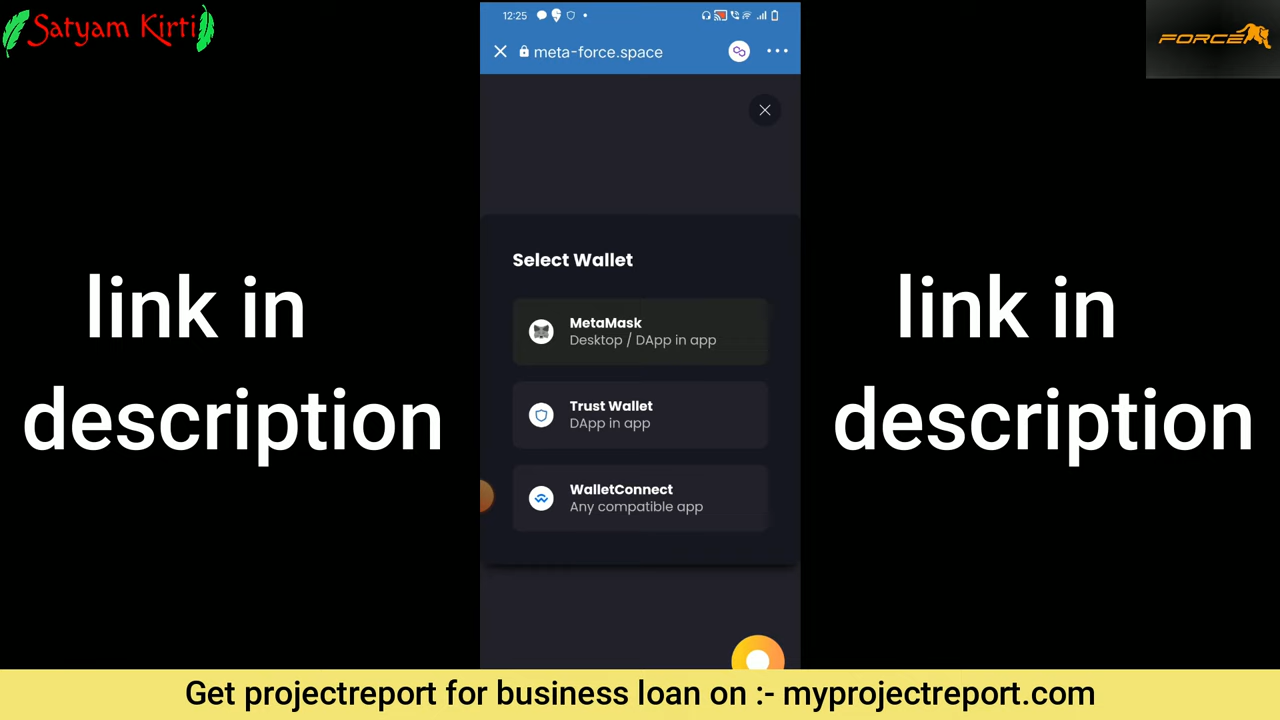 Satyam Kirti
12:25
meta-force.space
FORCE
Select Wallet
MetaMask
Desktop / DApp in app
Trust Wallet
DApp in app
WalletConnect
Any compatible app
link in
description
link in
description
Get projectreport for business loan on :- myprojectreport.com